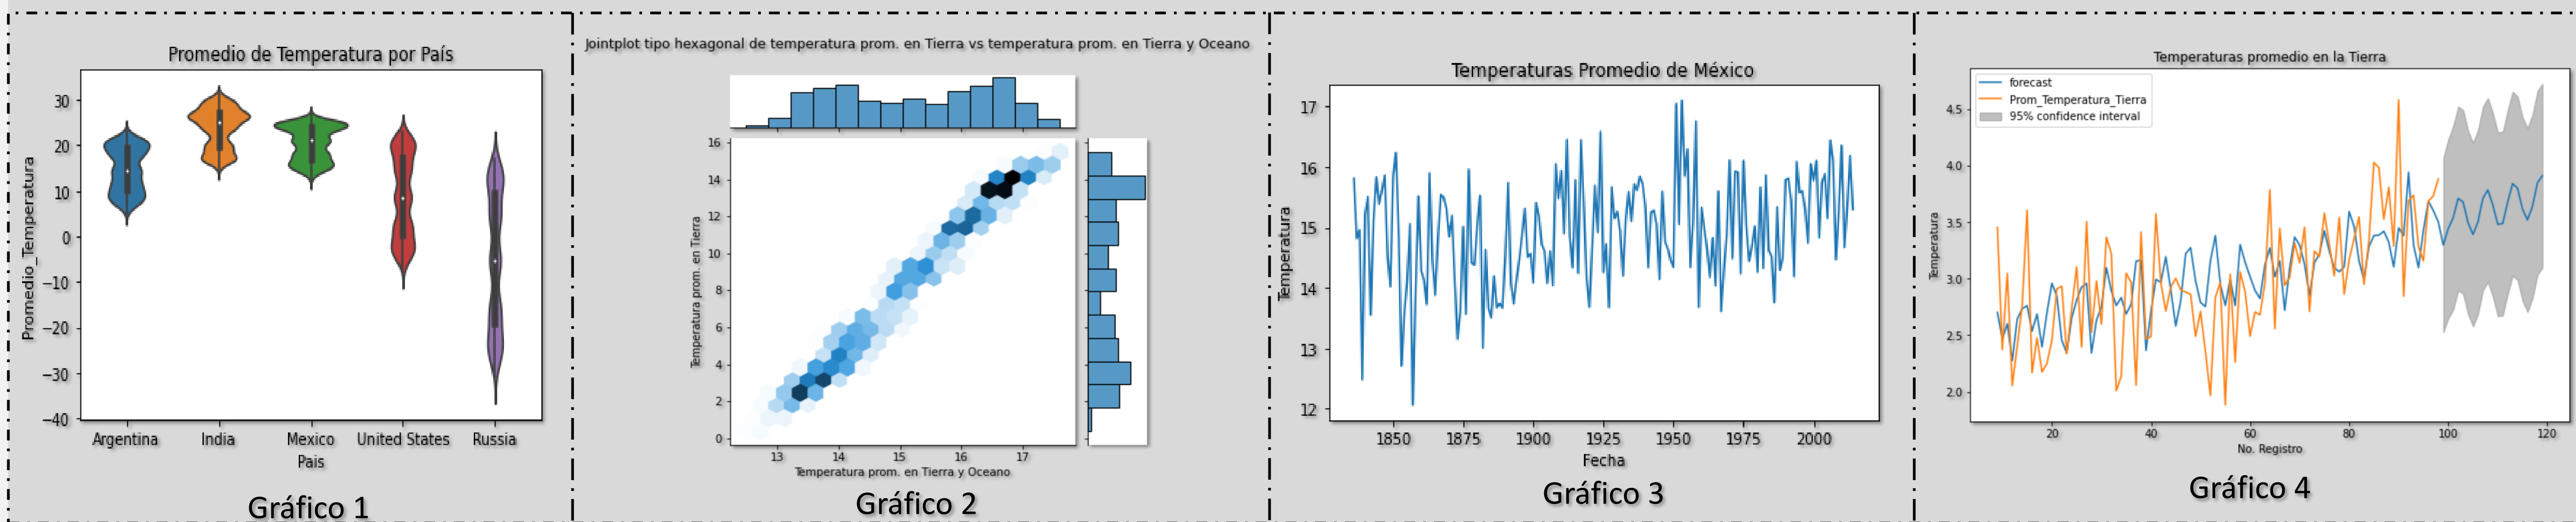 Promedio de Temperatura por País
Promedio_Temperatura
30
20
10
0
−10
−20
−30
−40
Argentina India Mexico United States Russia
Pais
Gráfico 1
Jointplot tipo hexagonal de temperatura prom. en Tierra vs temperatura prom. en Tierra y Oceano
Temperatura prom. en Tierra
16
14
12
10
8
6
4
2
0
13 14 15 16 17
Temperatura prom. en Tierra y Oceano
Gráfico 2
Temperaturas Promedio de México
Temperatura
17
16
15
14
13
12
1850 1875 1900 1925 1950 1975 2000
Fecha
Gráfico 3
Temperaturas promedio en la Tierra
forecast
Prom_Temperatura_Tierra
95% confidence interval
Temperatura
4.5
4.0
3.5
3.0
2.5
2.0
20 40 60 80 100 120
No. Registro
Gráfico 4